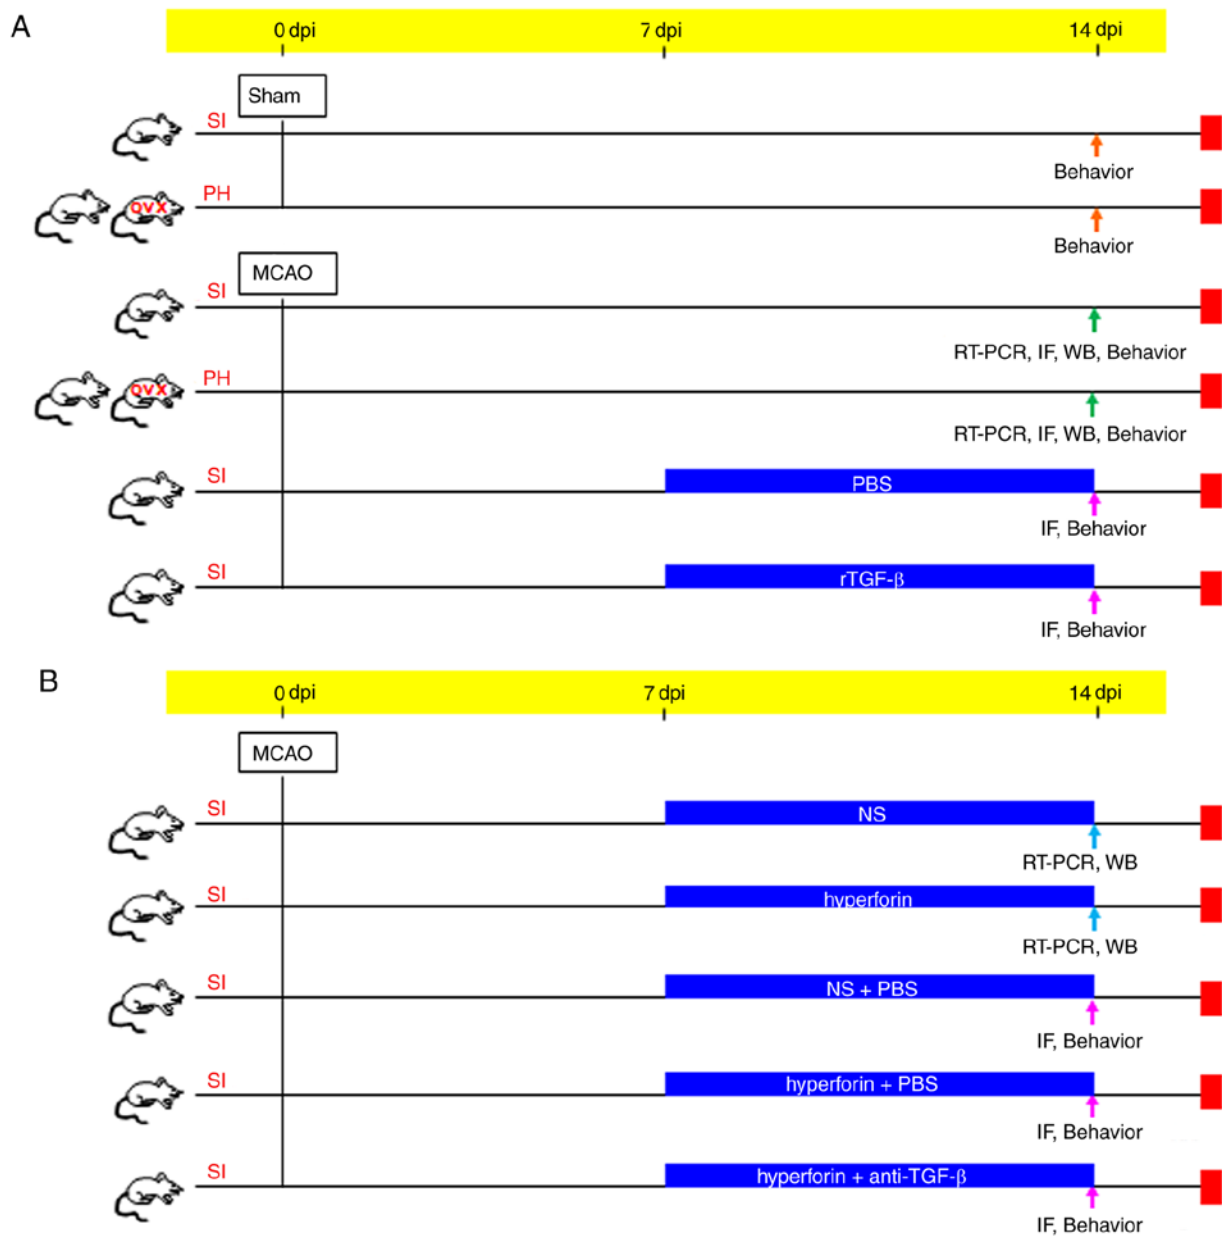 A
0 dpi 7 dpi 14 dpi
Sham
SI
Behavior
PH
OVX
Behavior
MCAO
SI
RT-PCR, IF, WB, Behavior
PH
OVX
RT-PCR, IF, WB, Behavior
SI
PBS
IF, Behavior
SI
rTGF-β
IF, Behavior
B
0 dpi 7 dpi 14 dpi
MCAO
SI
NS
RT-PCR, WB
SI
hyperforin
RT-PCR, WB
SI
NS + PBS
IF, Behavior
SI
hyperforin + PBS
IF, Behavior
SI
hyperforin + anti-TGF-β
IF, Behavior